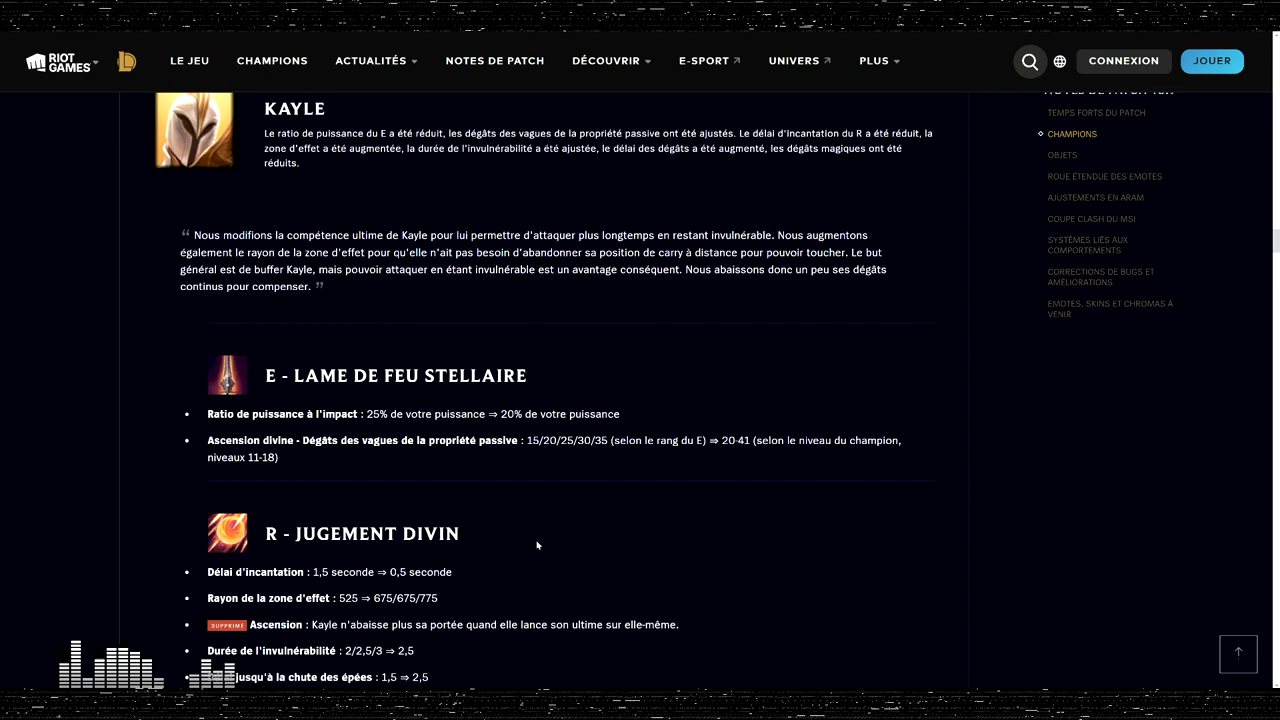 RIOT GAMES
LE JEU
CHAMPIONS
ACTUALITÉS
NOTES DE PATCH
DÉCOUVRIR
E-SPORT
UNIVERS
PLUS
CONNEXION
JOUER
KAYLE
Le ratio de puissance du E a été réduit, les dégâts des vagues de la propriété passive ont été ajustés. Le délai d'incantation du R a été réduit, la
zone d'effet a été augmentée, la durée de l'invulnérabilité a été ajustée, le délai des dégâts a été augmenté, les dégâts magiques ont été
réduits.
“ Nous modifions la compétence ultime de Kayle pour lui permettre d'attaquer plus longtemps en restant invulnérable. Nous augmentons
également le rayon de la zone d'effet pour qu'elle n'ait pas besoin d'abandonner sa position de carry à distance pour pouvoir toucher. Le but
général est de buffer Kayle, mais pouvoir attaquer en étant invulnérable est un avantage conséquent. Nous abaissons donc un peu ses dégâts
continus pour compenser. ”
E - LAME DE FEU STELLAIRE
• Ratio de puissance à l'impact : 25% de votre puissance ⇒ 20% de votre puissance
• Ascension divine - Dégâts des vagues de la propriété passive : 15/20/25/30/35 (selon le rang du E) ⇒ 20-41 (selon le niveau du champion,
niveaux 11-18)
R - JUGEMENT DIVIN
• Délai d'incantation : 1,5 seconde ⇒ 0,5 seconde
• Rayon de la zone d'effet : 525 ⇒ 675/675/775
• SUPPRIMÉ Ascension : Kayle n'abaisse plus sa portée quand elle lance son ultime sur elle-même.
• Durée de l'invulnérabilité : 2/2,5/3 ⇒ 2,5
jusqu'à la chute des épées : 1,5 ⇒ 2,5
TEMPS FORTS DU PATCH
CHAMPIONS
OBJETS
ROUE ÉTENDUE DES EMOTES
AJUSTEMENTS EN ARAM
COUPE CLASH DU MSI
SYSTÈMES LIÉS AUX
COMPORTEMENTS
CORRECTIONS DE BUGS ET
AMÉLIORATIONS
EMOTES, SKINS ET CHROMAS À
VENIR